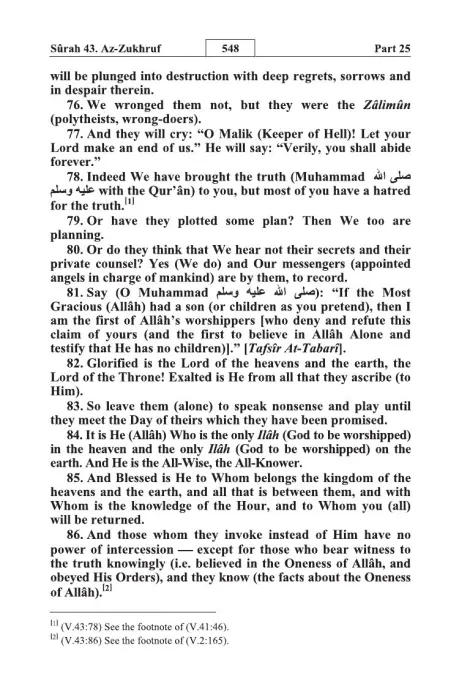 Sûrah 43. Az-Zukhruf 548 Part 25
will be plunged into destruction with deep regrets, sorrows and
in despair therein.
76. We wronged them not, but they were the Zâlimûn
(polytheists, wrong-doers).
77. And they will cry: “O Malik (Keeper of Hell)! Let your
Lord make an end of us.” He will say: “Verily, you shall abide
forever.”
78. Indeed We have brought the truth (Muhammad صلى الله
عليه وسلم with the Qur’ân) to you, but most of you have a hatred
for the truth.[1]
79. Or have they plotted some plan? Then We too are
planning.
80. Or do they think that We hear not their secrets and their
private counsel? Yes (We do) and Our messengers (appointed
angels in charge of mankind) are by them, to record.
81. Say (O Muhammad صلى الله عليه وسلم): “If the Most
Gracious (Allâh) had a son (or children as you pretend), then I
am the first of Allâh’s worshippers [who deny and refute this
claim of yours (and the first to believe in Allâh Alone and
testify that He has no children)].” [Tafsîr At-Tabarî].
82. Glorified is the Lord of the heavens and the earth, the
Lord of the Throne! Exalted is He from all that they ascribe (to
Him).
83. So leave them (alone) to speak nonsense and play until
they meet the Day of theirs which they have been promised.
84. It is He (Allâh) Who is the only Ilâh (God to be worshipped)
in the heaven and the only Ilâh (God to be worshipped) on the
earth. And He is the All-Wise, the All-Knower.
85. And Blessed is He to Whom belongs the kingdom of the
heavens and the earth, and all that is between them, and with
Whom is the knowledge of the Hour, and to Whom you (all)
will be returned.
86. And those whom they invoke instead of Him have no
power of intercession — except for those who bear witness to
the truth knowingly (i.e. believed in the Oneness of Allâh, and
obeyed His Orders), and they know (the facts about the Oneness
of Allâh).[2]
[1] (V.43:78) See the footnote of (V.41:46).
[2] (V.43:86) See the footnote of (V.2:165).